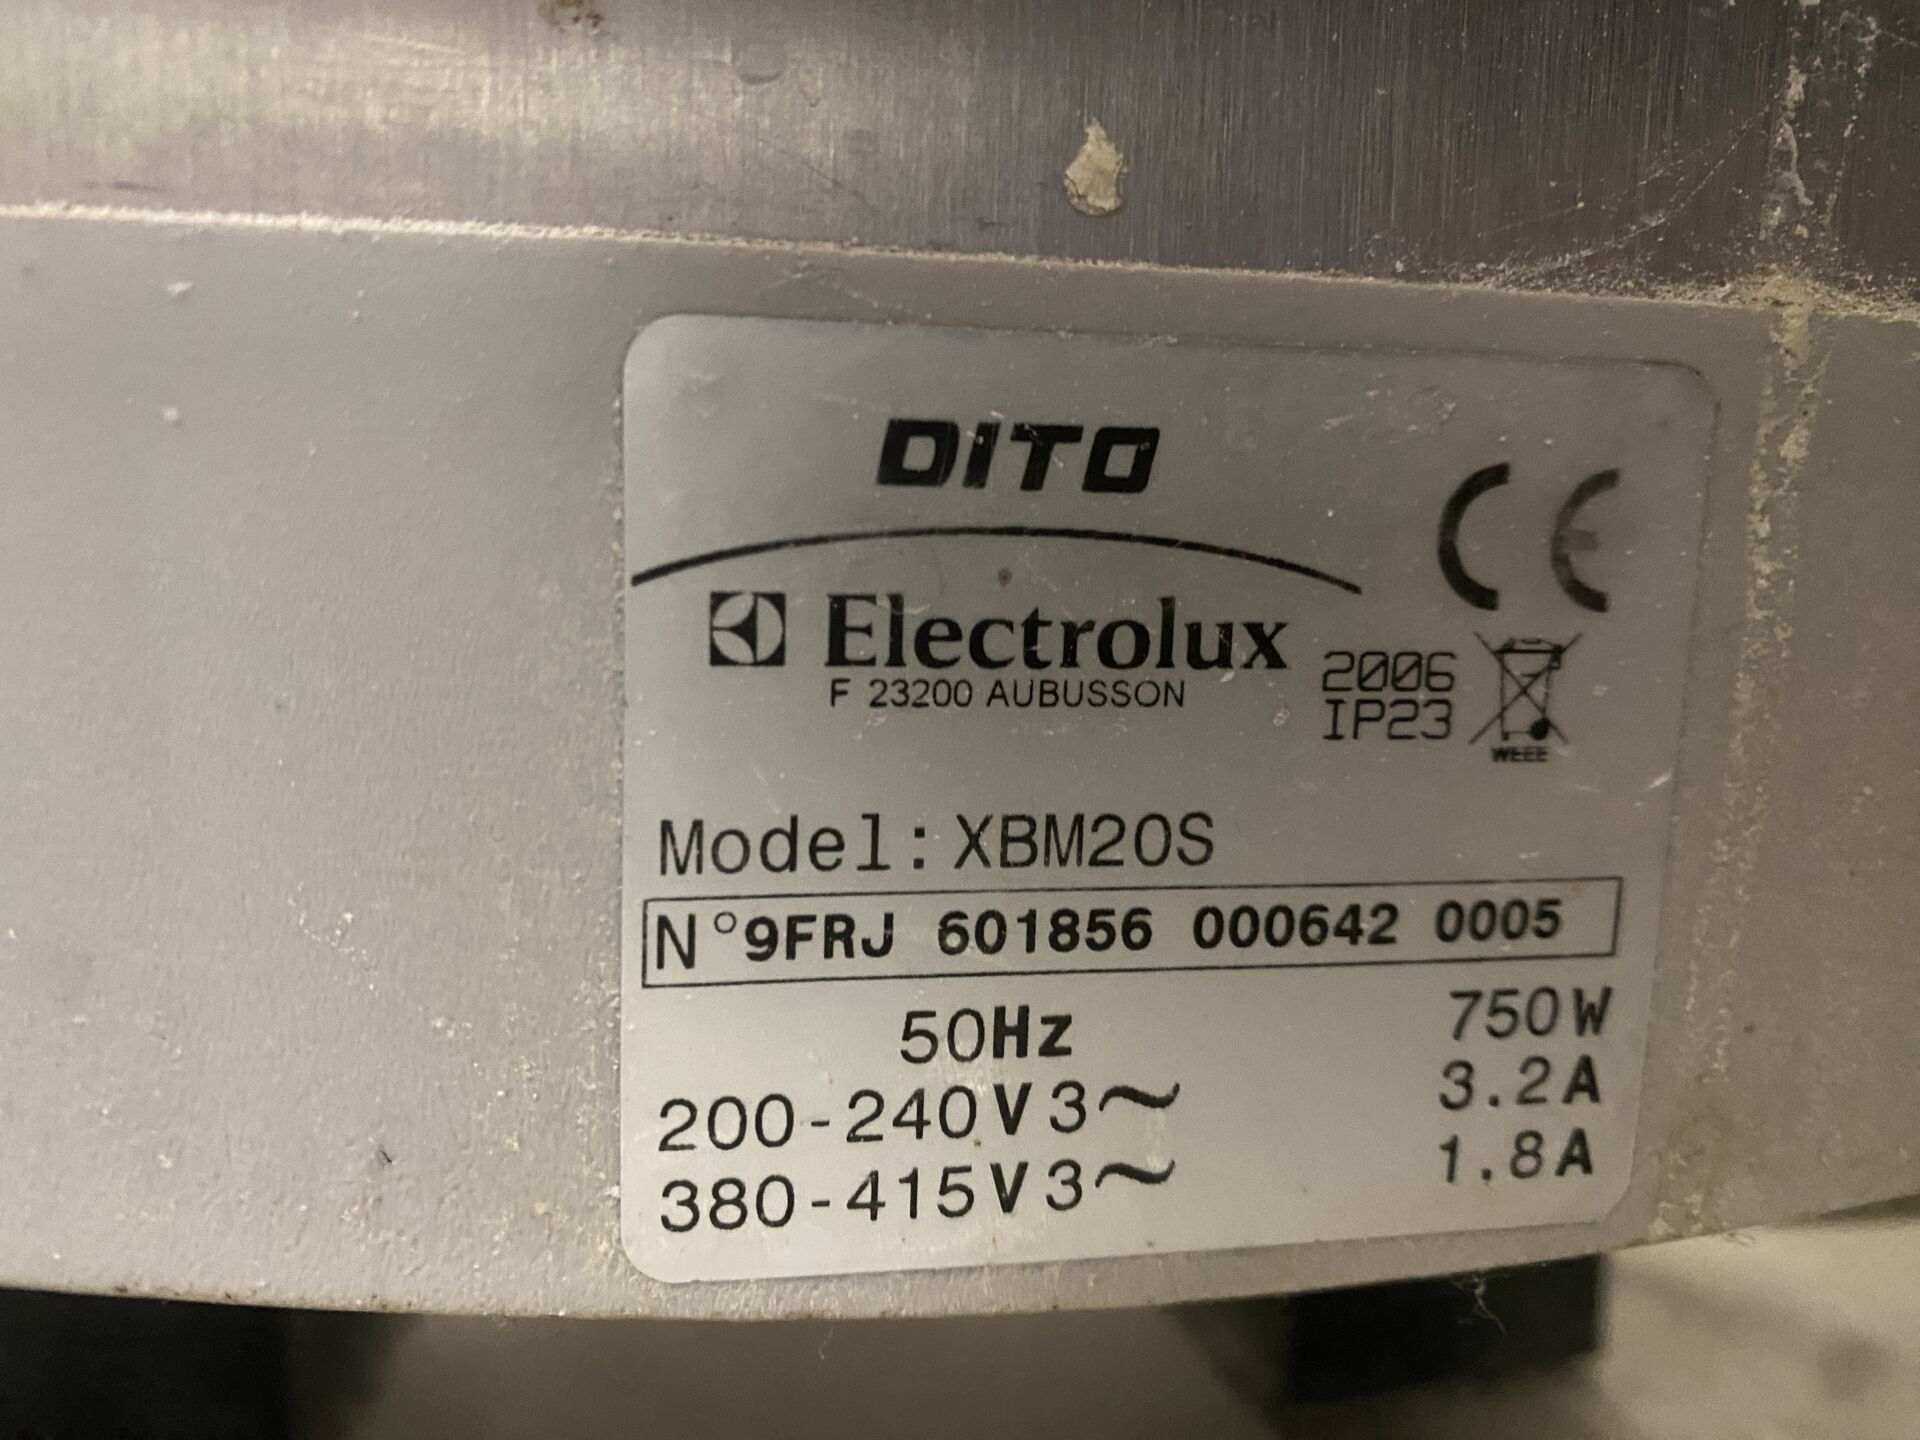 DITO
CE
Electrolux
F 23200 AUBUSSON
2006
IP23
WEEE
Model: XBM20S
N°9FRJ 601856 000642 0005
50Hz 750W
200-240V3~ 3.2A
380-415V3~ 1.8A